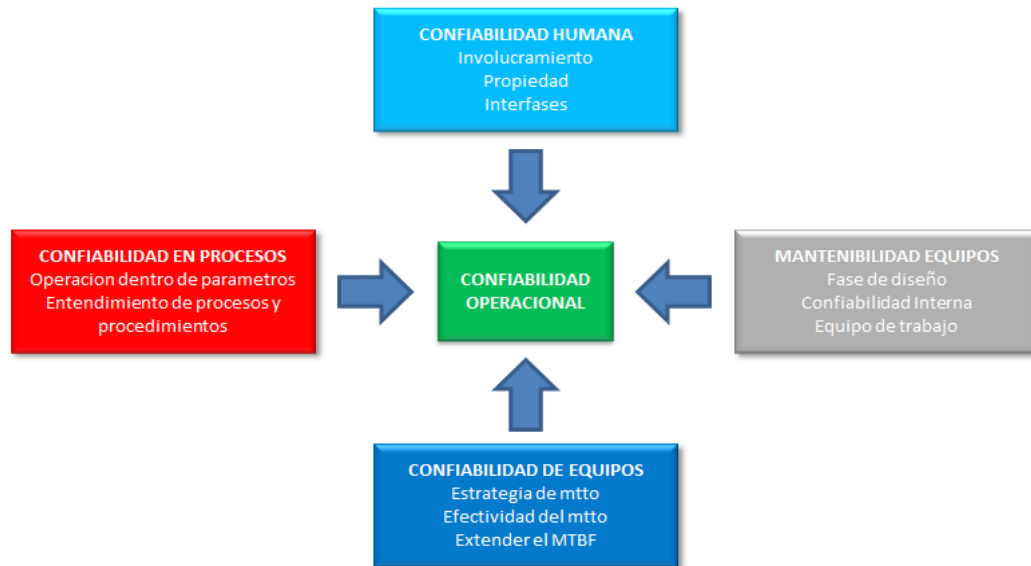 CONFIABILIDAD HUMANA
Involucramiento
Propiedad
Interfases
CONFIABILIDAD EN PROCESOS
Operacion dentro de parametros
Entendimiento de procesos y
procedimientos
CONFIABILIDAD
OPERACIONAL
MANTENIBILIDAD EQUIPOS
Fase de diseño
Confiabilidad Interna
Equipo de trabajo
CONFIABILIDAD DE EQUIPOS
Estrategia de mtto
Efectividad del mtto
Extender el MTBF